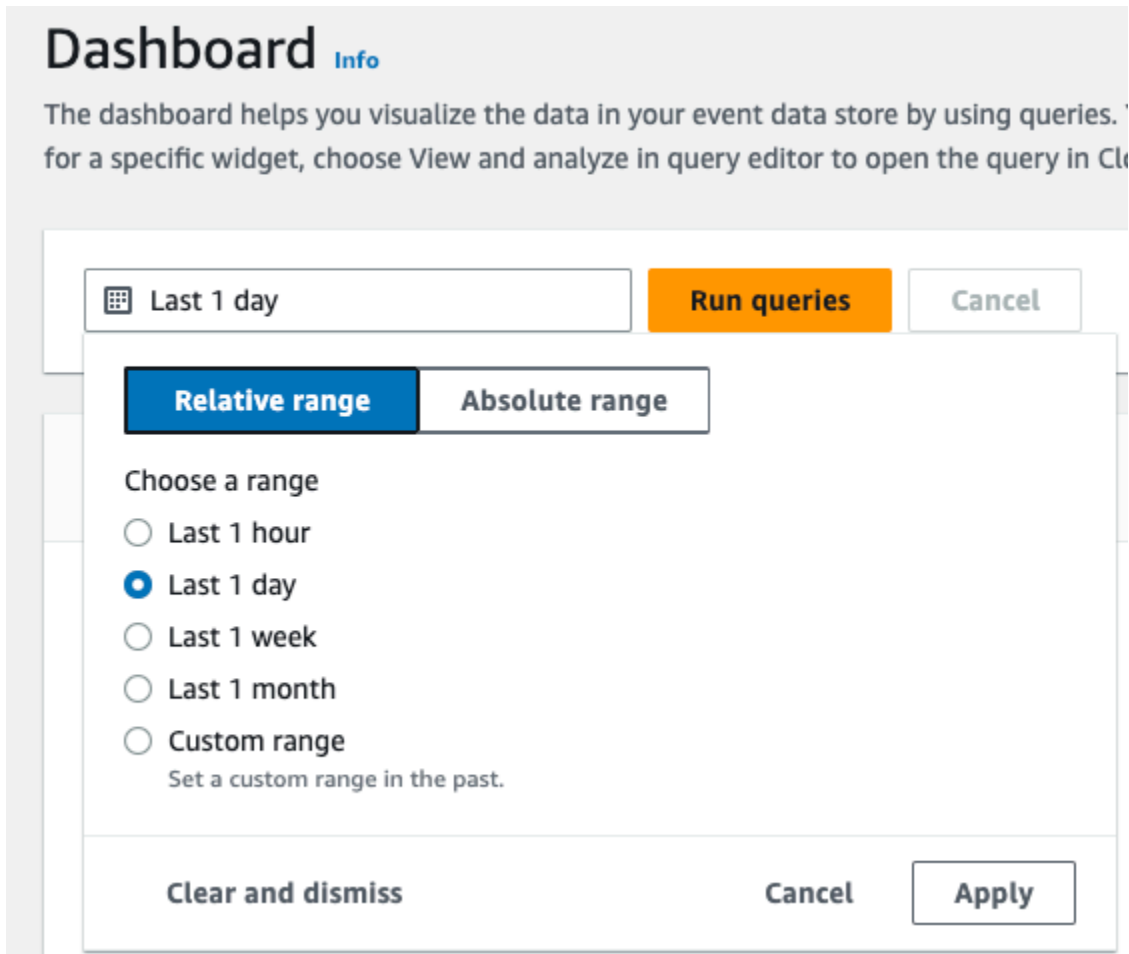 Dashboard Info
The dashboard helps you visualize the data in your event data store by using queries.
for a specific widget, choose View and analyze in query editor to open the query in
Last 1 day
Run queries
Cancel
Relative range
Absolute range
Choose a range
Last 1 hour
Last 1 day
Last 1 week
Last 1 month
Custom range
Set a custom range in the past.
Clear and dismiss
Cancel
Apply